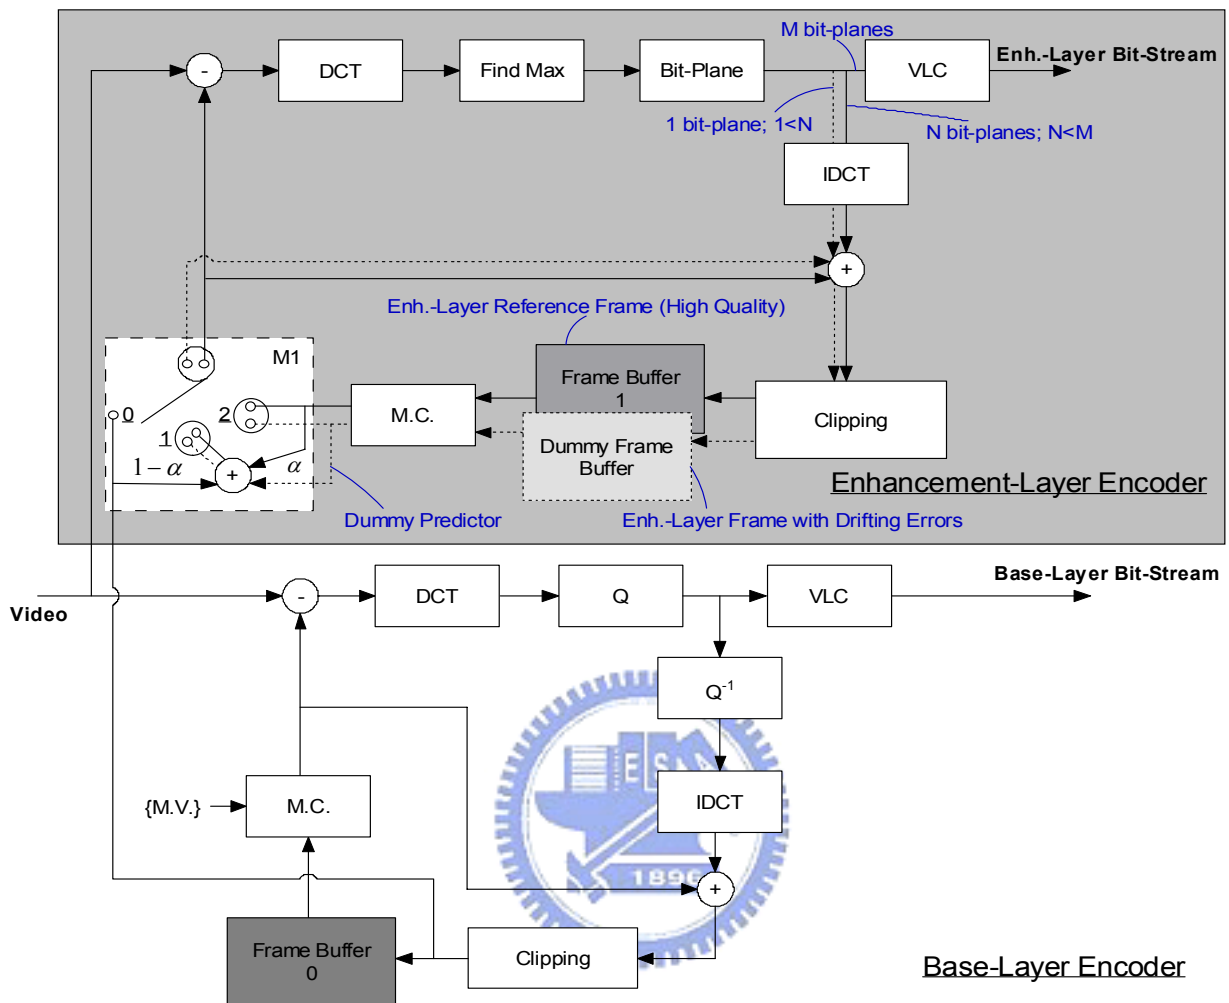 M bit-planes
Enh.-Layer Bit-Stream
-
DCT
Find Max
Bit-Plane
VLC
1 bit-plane; 1<N
N bit-planes; N<M
IDCT
+
Enh.-Layer Reference Frame (High Quality)
M1
0
2
1
1−α
α
+
M.C.
Frame Buffer
1
Dummy Frame
Buffer
Clipping
Enhancement-Layer Encoder
Dummy Predictor
Enh.-Layer Frame with Drifting Errors
Video
-
DCT
Q
VLC
Base-Layer Bit-Stream
Q-1
IDCT
{M.V.}
M.C.
+
ES
1896
Frame Buffer
0
Clipping
Base-Layer Encoder